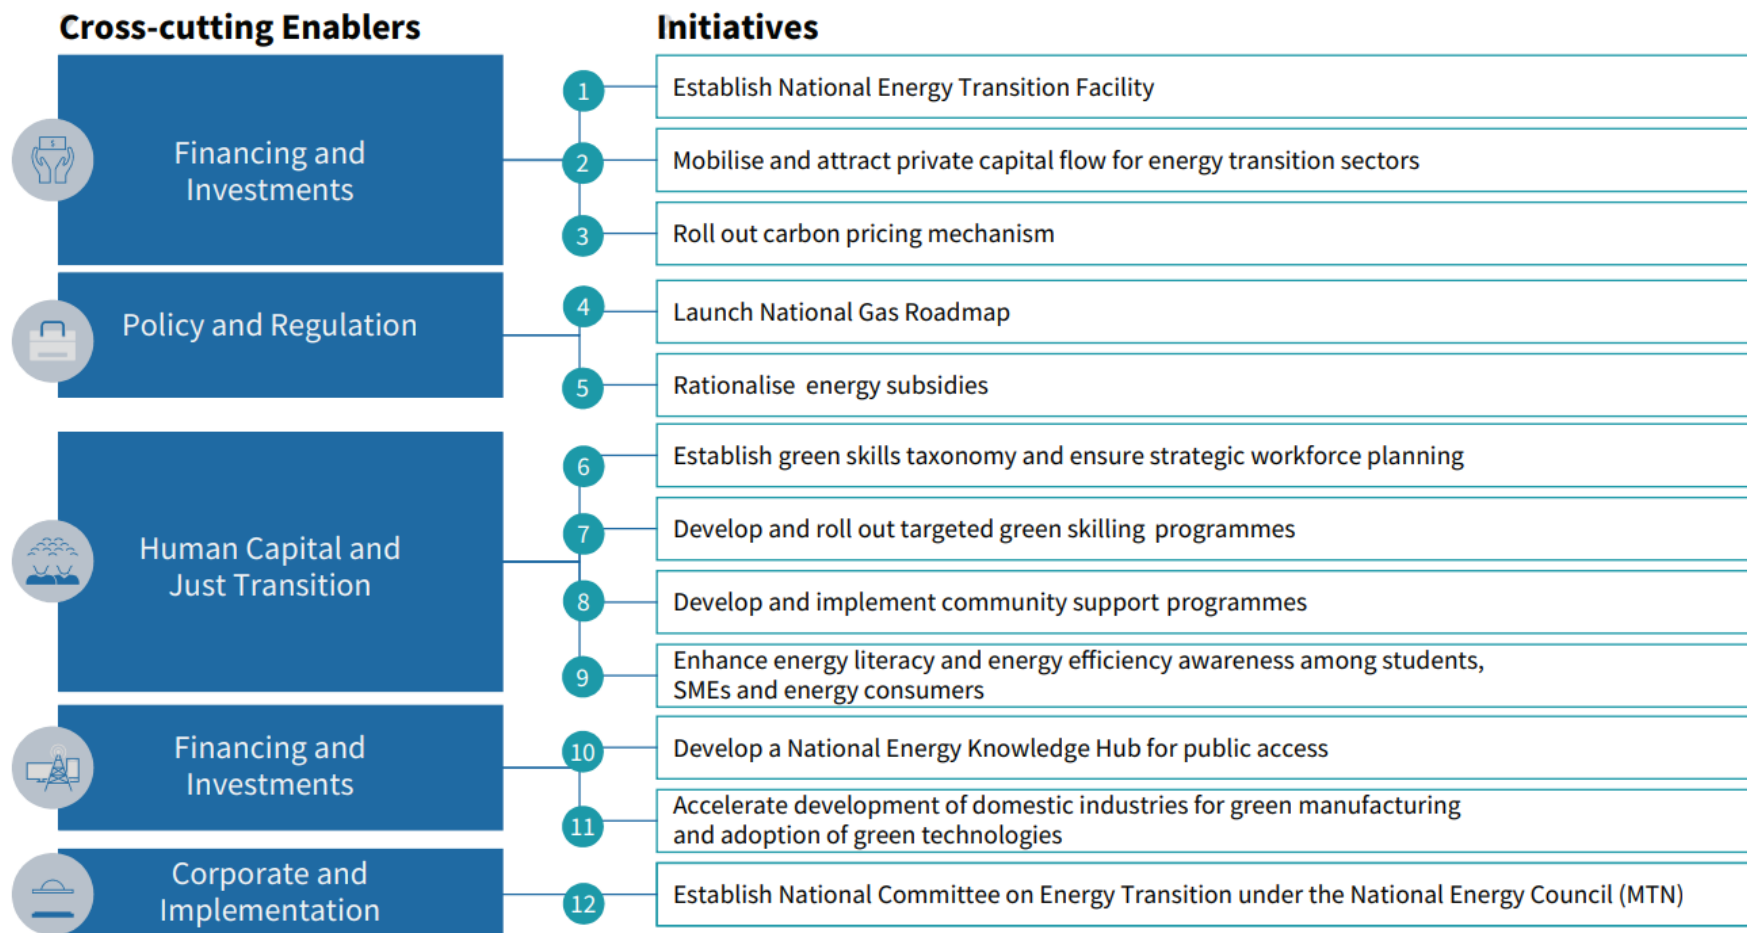 Cross-cutting Enablers
Initiatives
Financing and
Investments
1
Establish National Energy Transition Facility
2
Mobilise and attract private capital flow for energy transition sectors
3
Roll out carbon pricing mechanism
Policy and Regulation
4
Launch National Gas Roadmap
5
Rationalise energy subsidies
Human Capital and
Just Transition
6
Establish green skills taxonomy and ensure strategic workforce planning
7
Develop and roll out targeted green skilling programmes
8
Develop and implement community support programmes
9
Enhance energy literacy and energy efficiency awareness among students,
SMEs and energy consumers
Financing and
Investments
10
Develop a National Energy Knowledge Hub for public access
11
Accelerate development of domestic industries for green manufacturing
and adoption of green technologies
Corporate and
Implementation
12
Establish National Committee on Energy Transition under the National Energy Council (MTN)